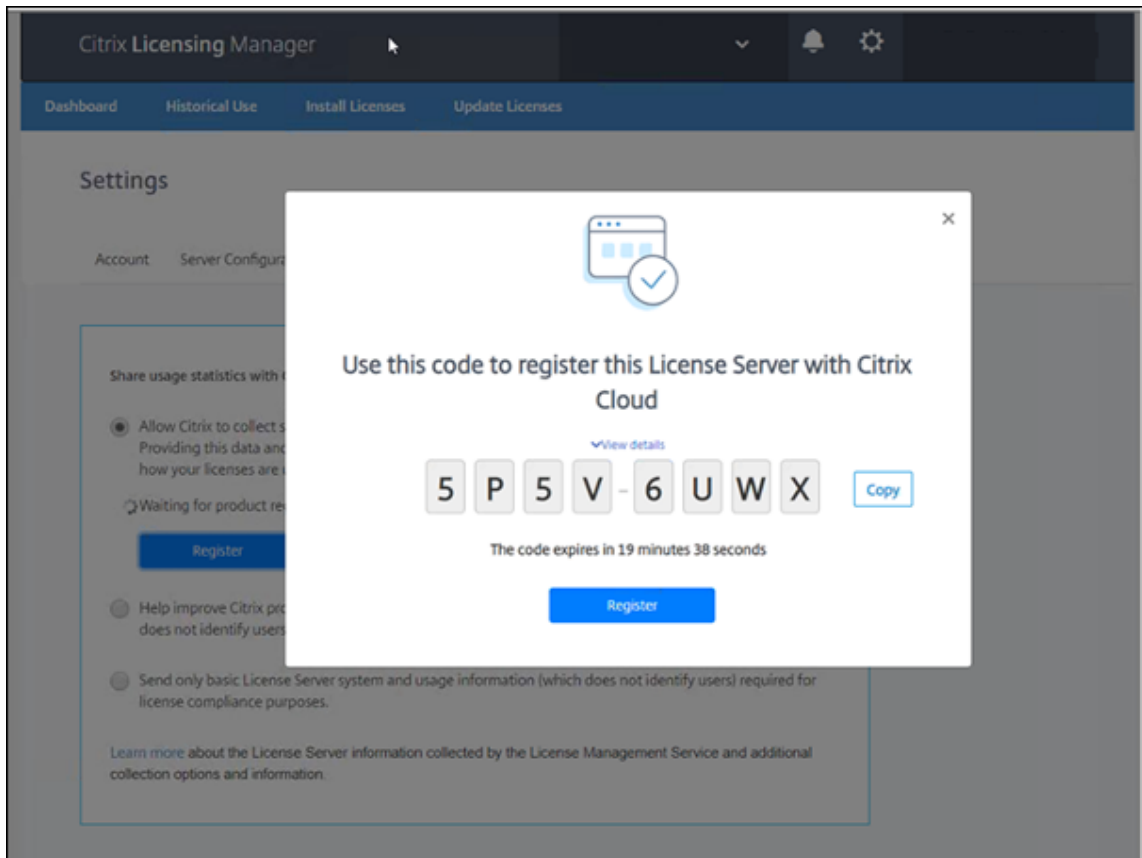 Citrix Licensing Manager
Dashboard Historical Use Install Licenses Update Licenses
Settings
Account Server Configura
Use this code to register this License Server with Citrix
Cloud
View details
5 P 5 V - 6 U W X
Copy
The code expires in 19 minutes 38 seconds
Register
Share usage statistics with
Allow Citrix to collect
Providing this data and
how your licenses are
Waiting for product re
Register
Help improve Citrix pro
does not identify users
Send only basic License Server system and usage information (which does not identify users) required for
license compliance purposes.
Learn more about the License Server information collected by the License Management Service and additional
collection options and information.